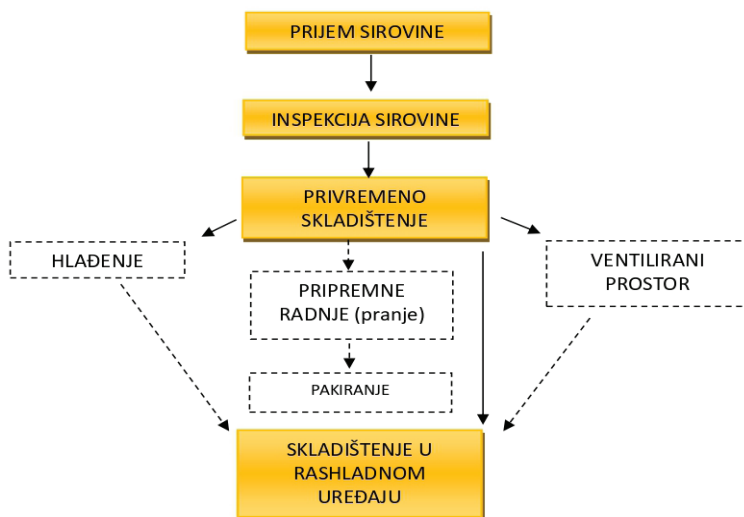 PRIJEM SIROVINE
INSPEKCIJA SIROVINE
PRIVREMENO
SKLADIŠTENJE
HLAĐENJE
VENTILIRANI
PROSTOR
PRIPREMNE
RADNJE (pranje)
PAKIRANJE
SKLADIŠTENJE U
RASHLADNOM
UREĐAJU